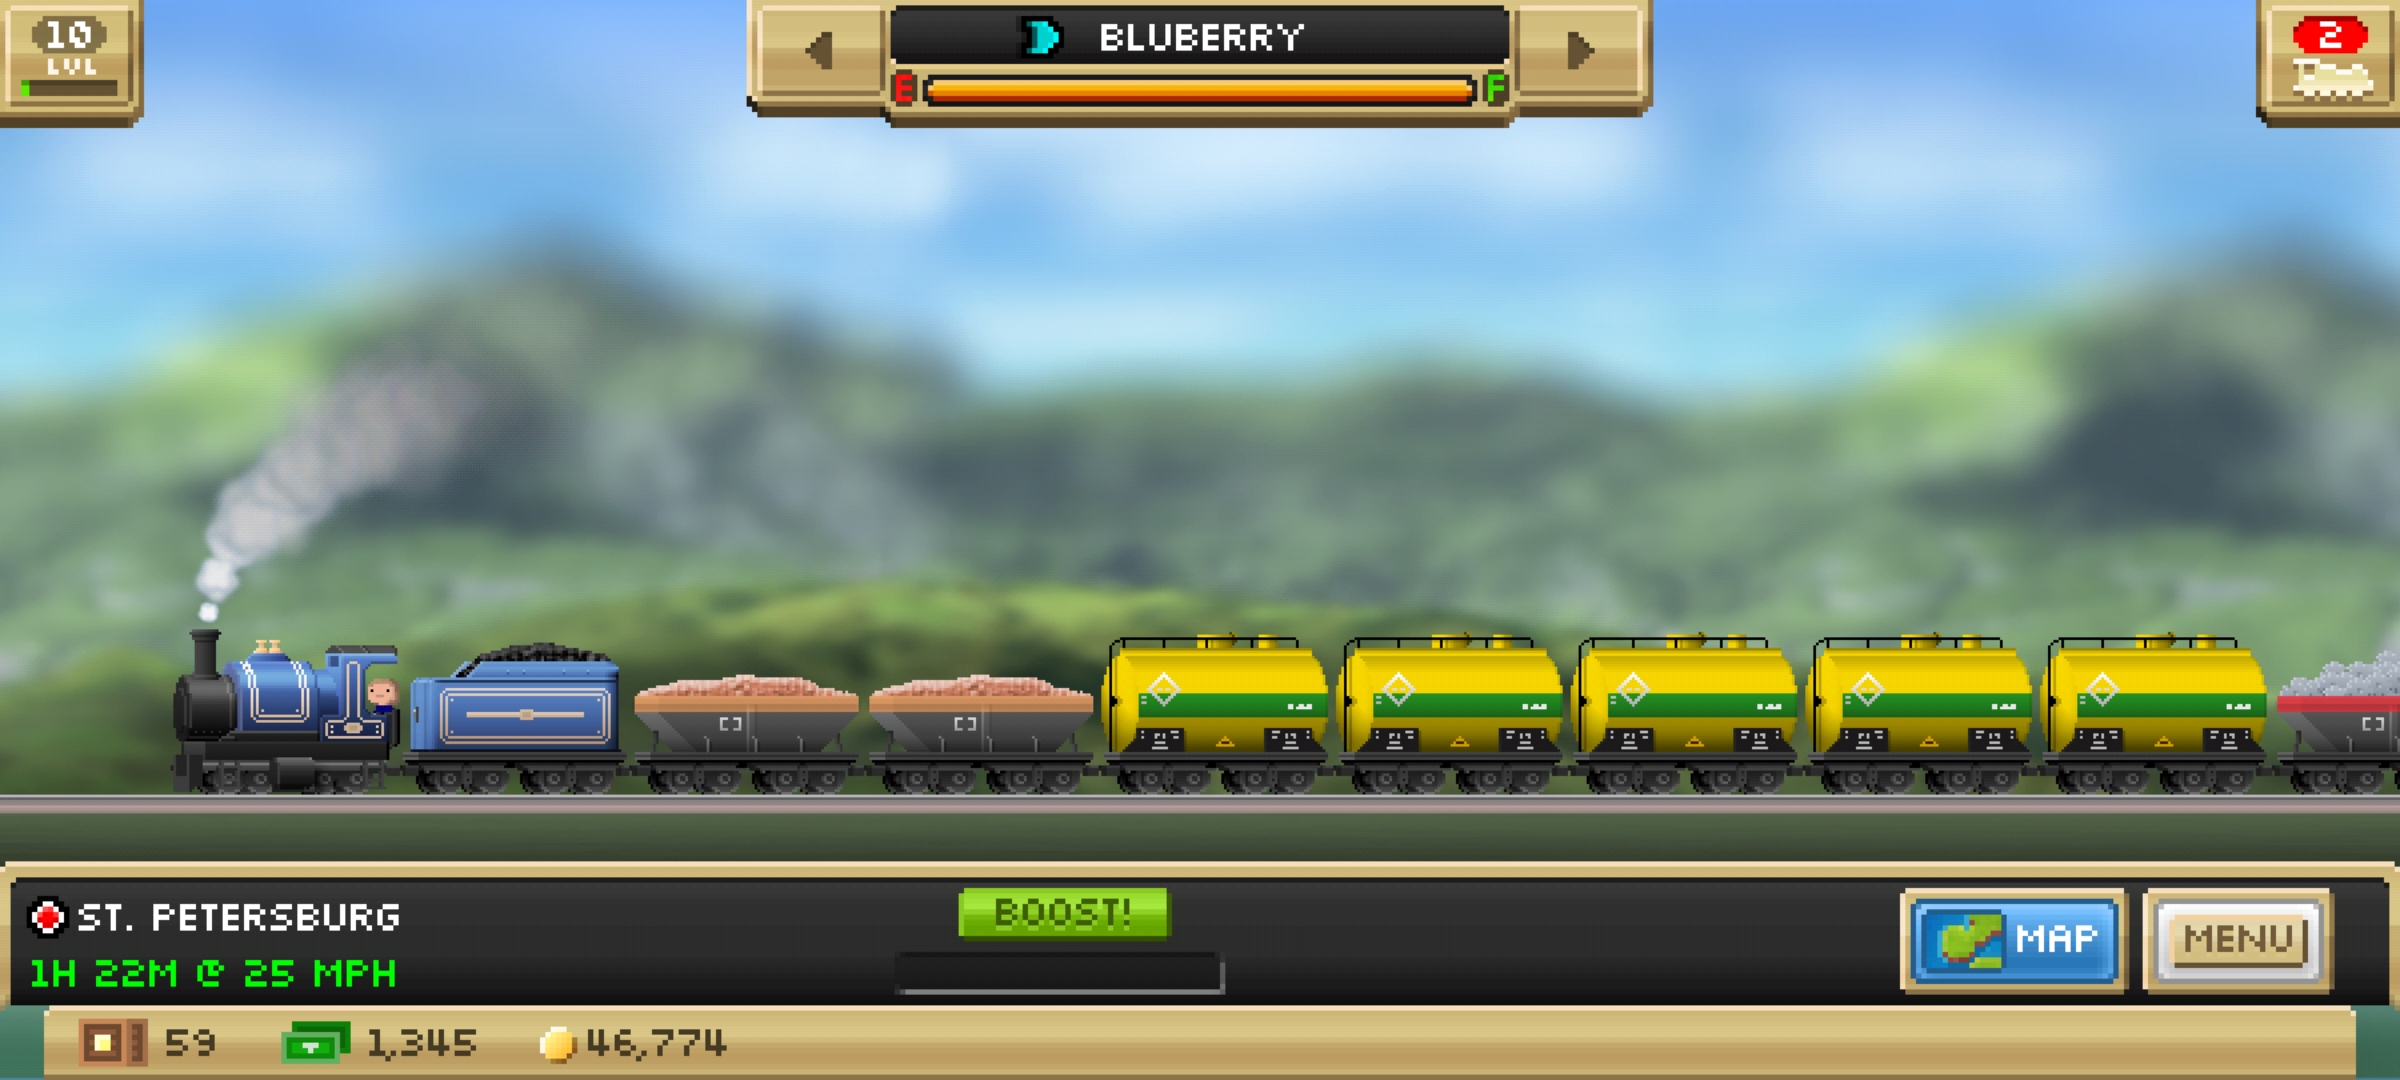 10
LVL
BLUBERRY
E F
2
ST. PETERSBURG
1H 22M @ 25 MPH
BOOST!
MAP
MENU
59
1,345
46,774